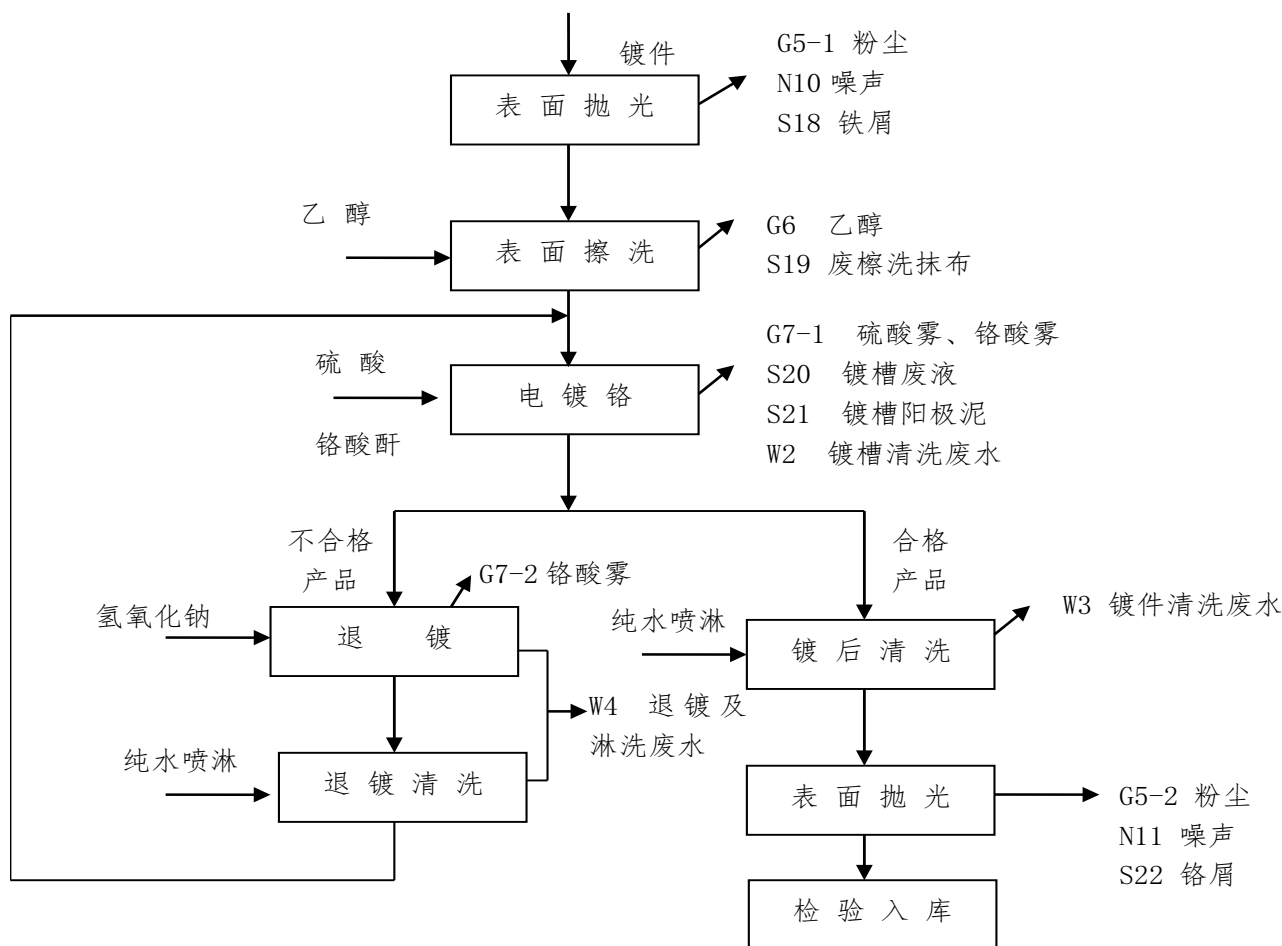 镀件
G5-1 粉尘
N10 噪声
S18 铁屑
表面抛光
乙醇
表面擦洗
G6 乙醇
S19 废檫洗抹布
硫酸
铬酸酐
电镀铬
G7-1 硫酸雾、铬酸雾
S20 镀槽废液
S21 镀槽阳极泥
W2 镀槽清洗废水
不合格
产品
合格
产品
G7-2 铬酸雾
氢氧化钠
退镀
纯水喷淋
镀后清洗
W3 镀件清洗废水
W4 退镀及
淋洗废水
纯水喷淋
退镀清洗
表面抛光
G5-2 粉尘
N11 噪声
S22 铬屑
检验入库